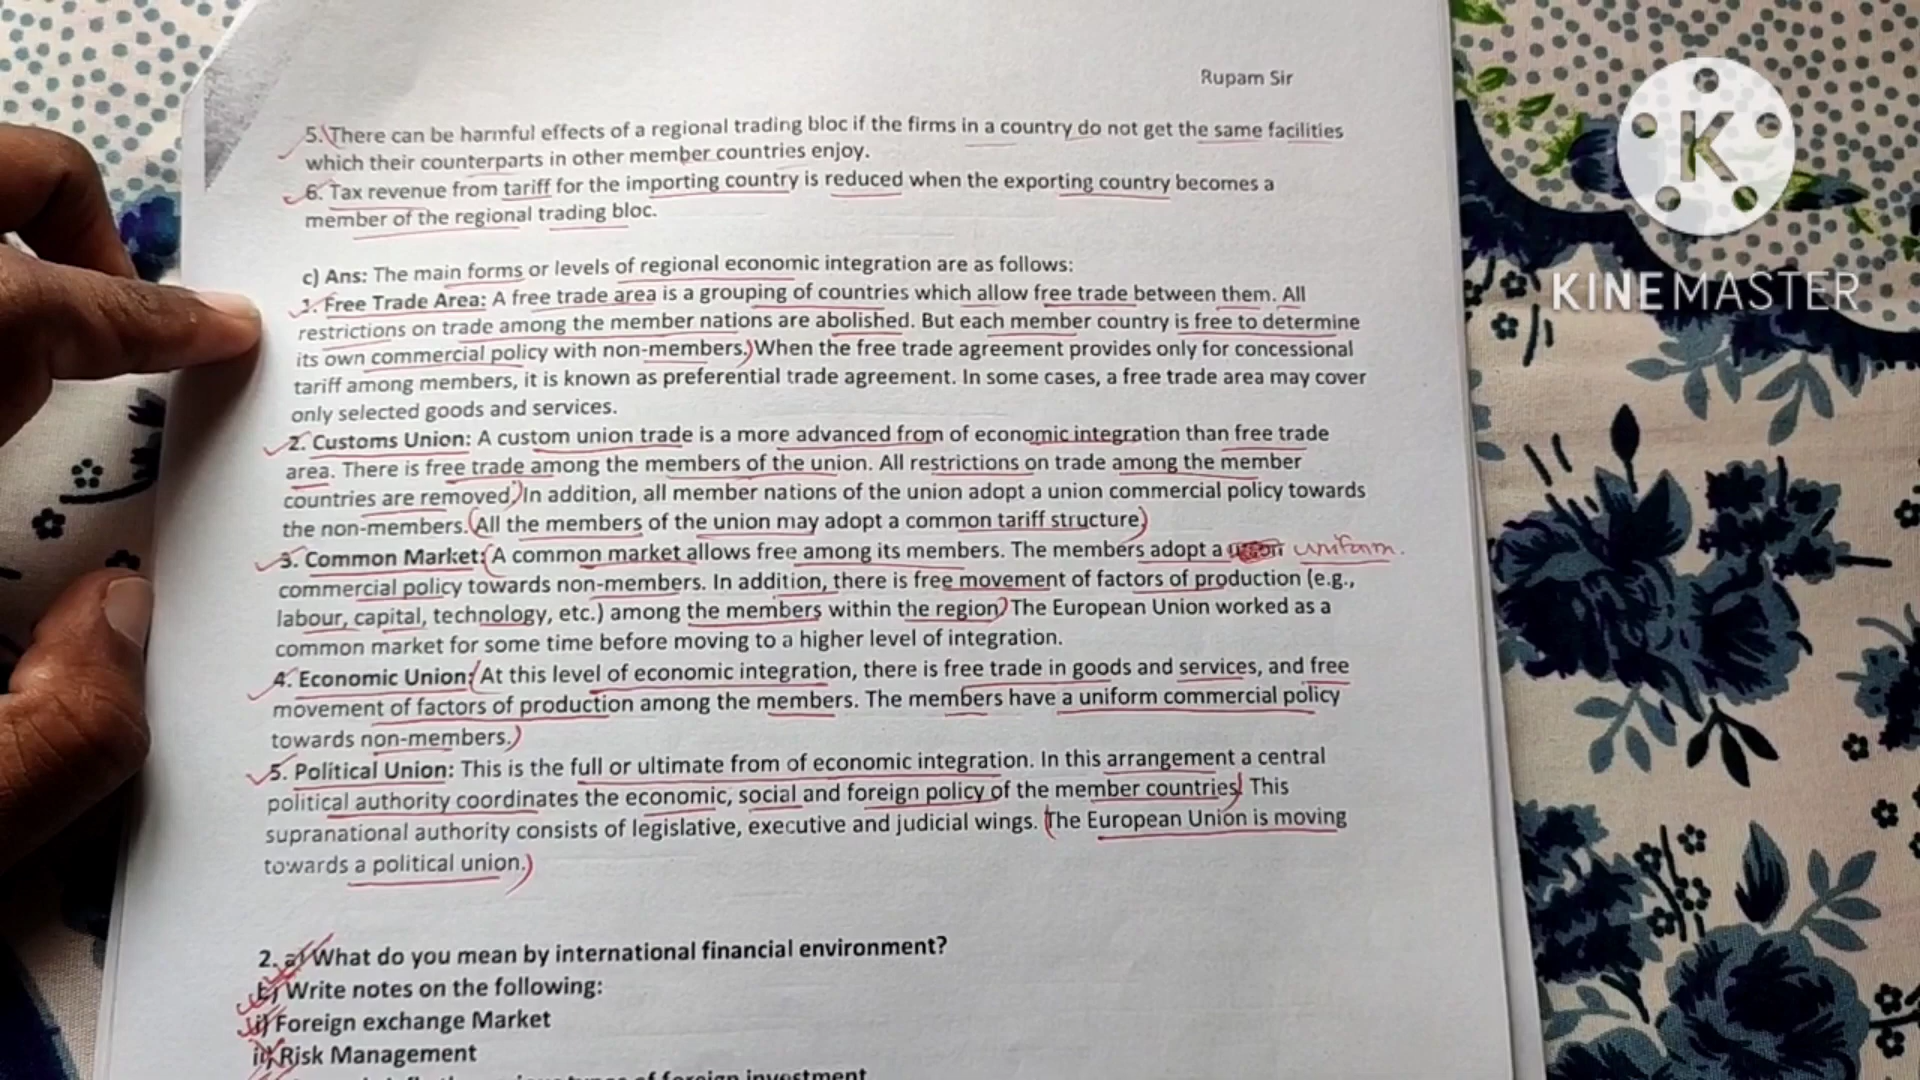 Rupam Sir
5. There can be harmful effects of a regional trading bloc if the firms in a country do not get the same facilities
which their counterparts in other member countries enjoy.
6. Tax revenue from tariff for the importing country is reduced when the exporting country becomes a
member of the regional trading bloc.
c) Ans: The main forms or levels of regional economic integration are as follows:
1. Free Trade Area: A free trade area is a grouping of countries which allow free trade between them. All
restrictions on trade among the member nations are abolished. But each member country is free to determine
its own commercial policy with non-members. When the free trade agreement provides only for concessional
tariff among members, it is known as preferential trade agreement. In some cases, a free trade area may cover
only selected goods and services.
2. Customs Union: A custom union trade is a more advanced from of economic integration than free trade
area. There is free trade among the members of the union. All restrictions on trade among the member
countries are removed. In addition, all member nations of the union adopt a union commercial policy towards
the non-members. All the members of the union may adopt a common tariff structure.
3. Common Market: A common market allows free among its members. The members adopt a uniform
commercial policy towards non-members. In addition, there is free movement of factors of production (e.g.,
labour, capital, technology, etc.) among the members within the region. The European Union worked as a
common market for some time before moving to a higher level of integration.
4. Economic Union: At this level of economic integration, there is free trade in goods and services, and free
movement of factors of production among the members. The members have a uniform commercial policy
towards non-members.
5. Political Union: This is the full or ultimate from of economic integration. In this arrangement a central
political authority coordinates the economic, social and foreign policy of the member countries. This
supranational authority consists of legislative, executive and judicial wings. The European Union is moving
towards a political union.
2. a) What do you mean by international financial environment?
b) Write notes on the following:
i) Foreign exchange Market
ii) Risk Management
of foreign investment
K
KINEMASTER